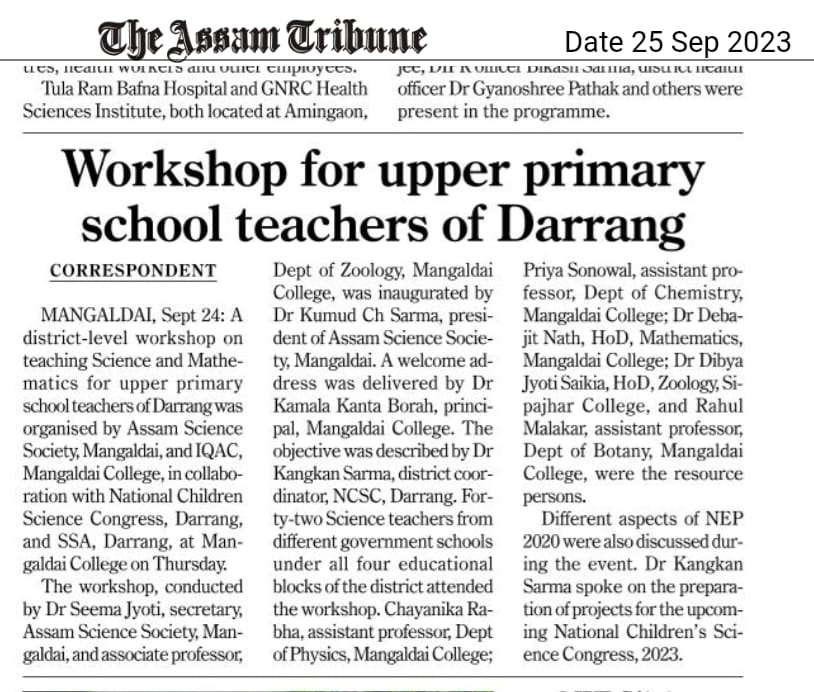 The Assam Tribune
Date 25 Sep 2023
tres, health workers and other employees.
Tula Ram Bafna Hospital and GNRC Health
Sciences Institute, both located at Amingaon,
jee, DIPRO officer Bikash Sarma, district health
officer Dr Gyanoshree Pathak and others were
present in the programme.
Workshop for upper primary
school teachers of Darrang
CORRESPONDENT
MANGALDAI, Sept 24: A
district-level workshop on
teaching Science and Mathe-
matics for upper primary
school teachers of Darrang was
organised by Assam Science
Society, Mangaldai, and IQAC,
Mangaldai College, in collabo-
ration with National Children
Science Congress, Darrang,
and SSA, Darrang, at Man-
galdai College on Thursday.
The workshop, conducted
by Dr Seema Jyoti, secretary,
Assam Science Society, Man-
galdai, and associate professor,
Dept of Zoology, Mangaldai
College, was inaugurated by
Dr Kumud Ch Sarma, presi-
dent of Assam Science Socie-
ty, Mangaldai. A welcome ad-
dress was delivered by Dr
Kamala Kanta Borah, princi-
pal, Mangaldai College. The
objective was described by Dr
Kangkan Sarma, district coor-
dinator, NCSC, Darrang. For-
ty-two Science teachers from
different government schools
under all four educational
blocks of the district attended
the workshop. Chayanika Ra-
bha, assistant professor, Dept
of Physics, Mangaldai College;
Priya Sonowal, assistant pro-
fessor, Dept of Chemistry,
Mangaldai College; Dr Deba-
jit Nath, HoD, Mathematics,
Mangaldai College; Dr Dibya
Jyoti Saikia, HoD, Zoology, Si-
pajhar College, and Rahul
Malakar, assistant professor,
Dept of Botany, Mangaldai
College, were the resource
persons.
Different aspects of NEP
2020 were also discussed dur-
ing the event. Dr Kangkan
Sarma spoke on the prepara-
tion of projects for the upcom-
ing National Children's Sci-
ence Congress, 2023.